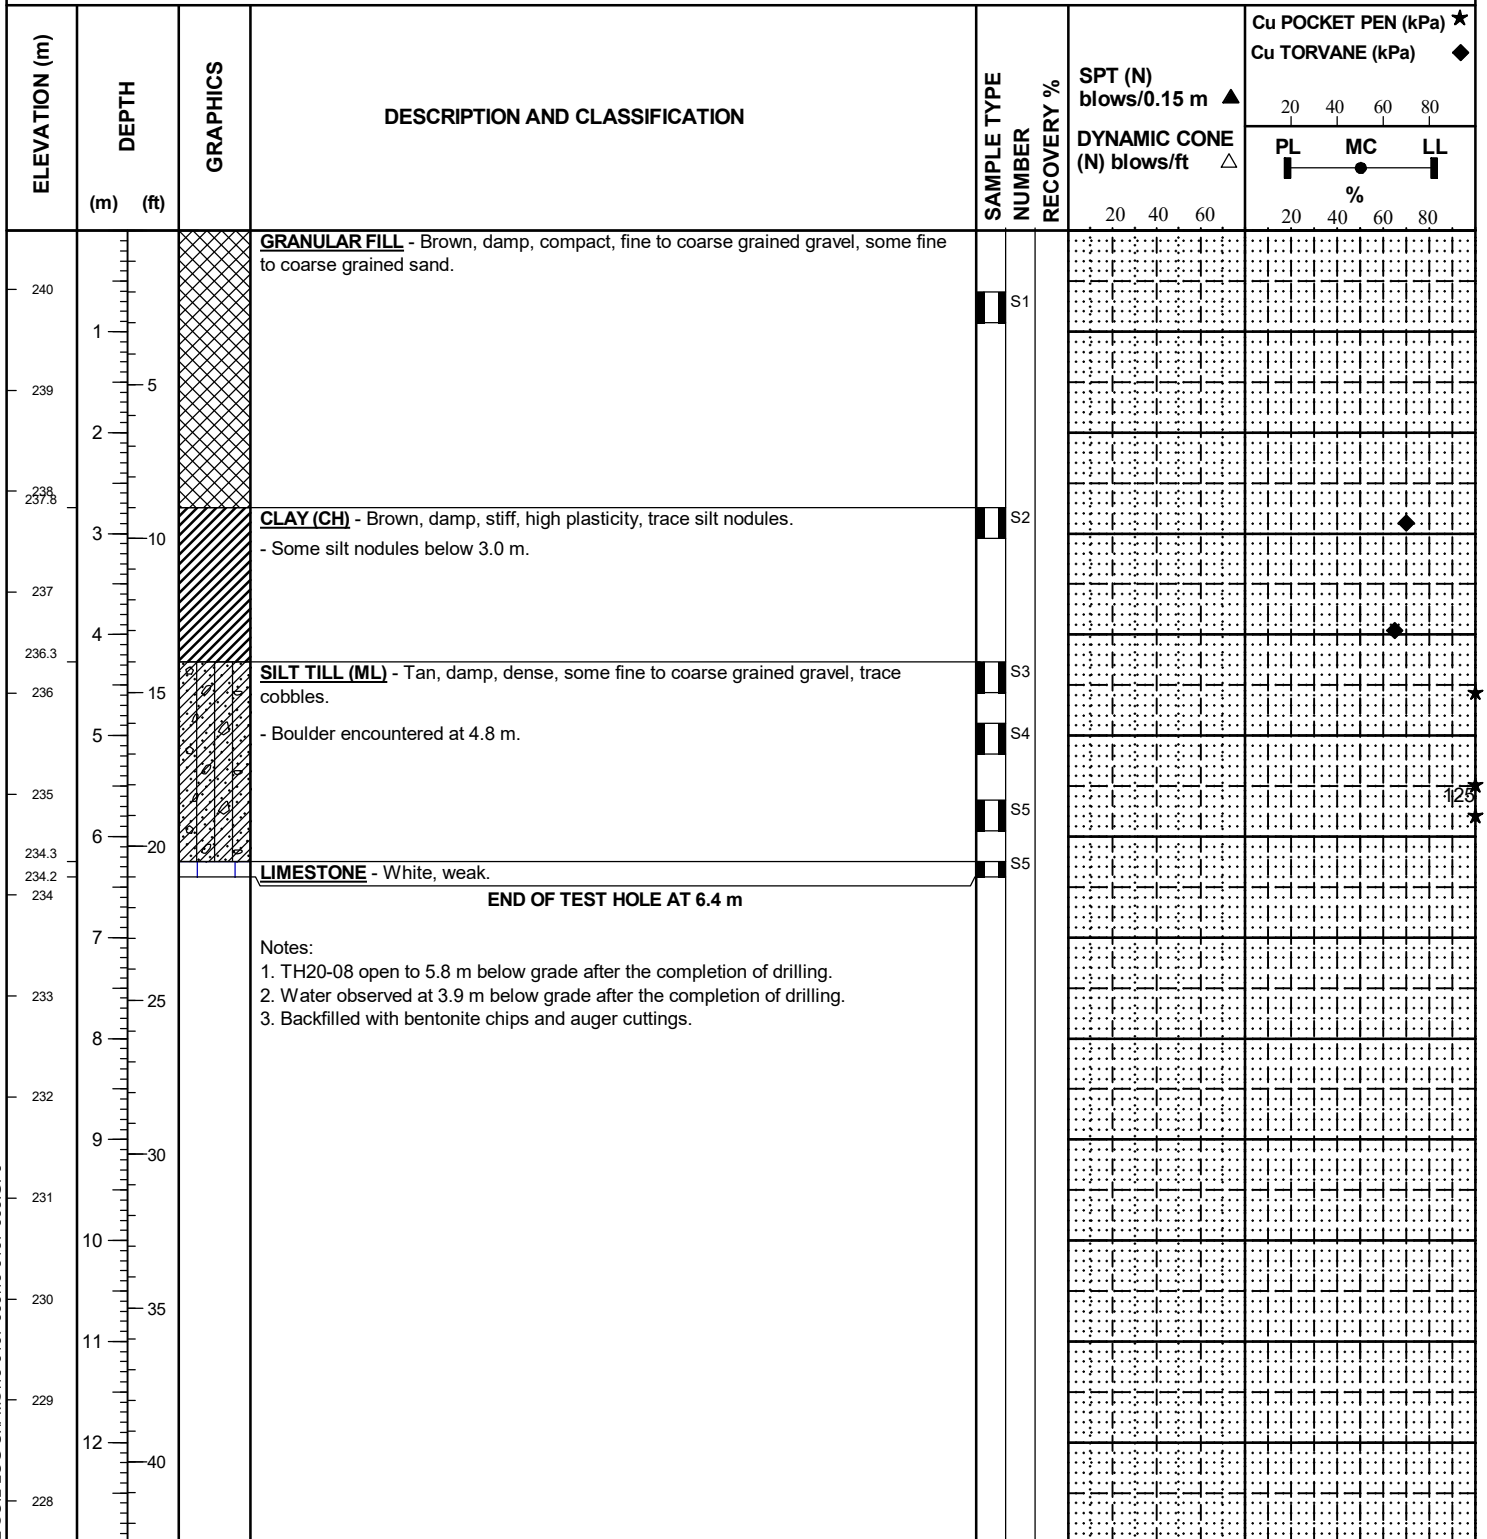 ELEVATION (m)
DEPTH
(m) (ft)
GRAPHICS
DESCRIPTION AND CLASSIFICATION
SAMPLE TYPE
NUMBER
RECOVERY %
SPT (N)
blows/0.15 m ▲
DYNAMIC CONE
(N) blows/ft △
20 40 60
Cu POCKET PEN (kPa) ★
Cu TORVANE (kPa) ◆
20 40 60 80
PL MC LL
%
20 40 60 80
GRANULAR FILL - Brown, damp, compact, fine to coarse grained gravel, some fine
to coarse grained sand.
240
S1
1
5
239
2
238
237.8
CLAY (CH) - Brown, damp, stiff, high plasticity, trace silt nodules.
S2
3
10
- Some silt nodules below 3.0 m.
237
4
236.3
SILT TILL (ML) - Tan, damp, dense, some fine to coarse grained gravel, trace
cobbles.
S3
236
15
5
- Boulder encountered at 4.8 m.
S4
235
125
S5
6
20
234.3
S5
234.2
LIMESTONE - White, weak.
234
END OF TEST HOLE AT 6.4 m
7
Notes:
1. TH20-08 open to 5.8 m below grade after the completion of drilling.
233
25
2. Water observed at 3.9 m below grade after the completion of drilling.
3. Backfilled with bentonite chips and auger cuttings.
8
232
9
30
231
10
230
35
11
229
12
40
228